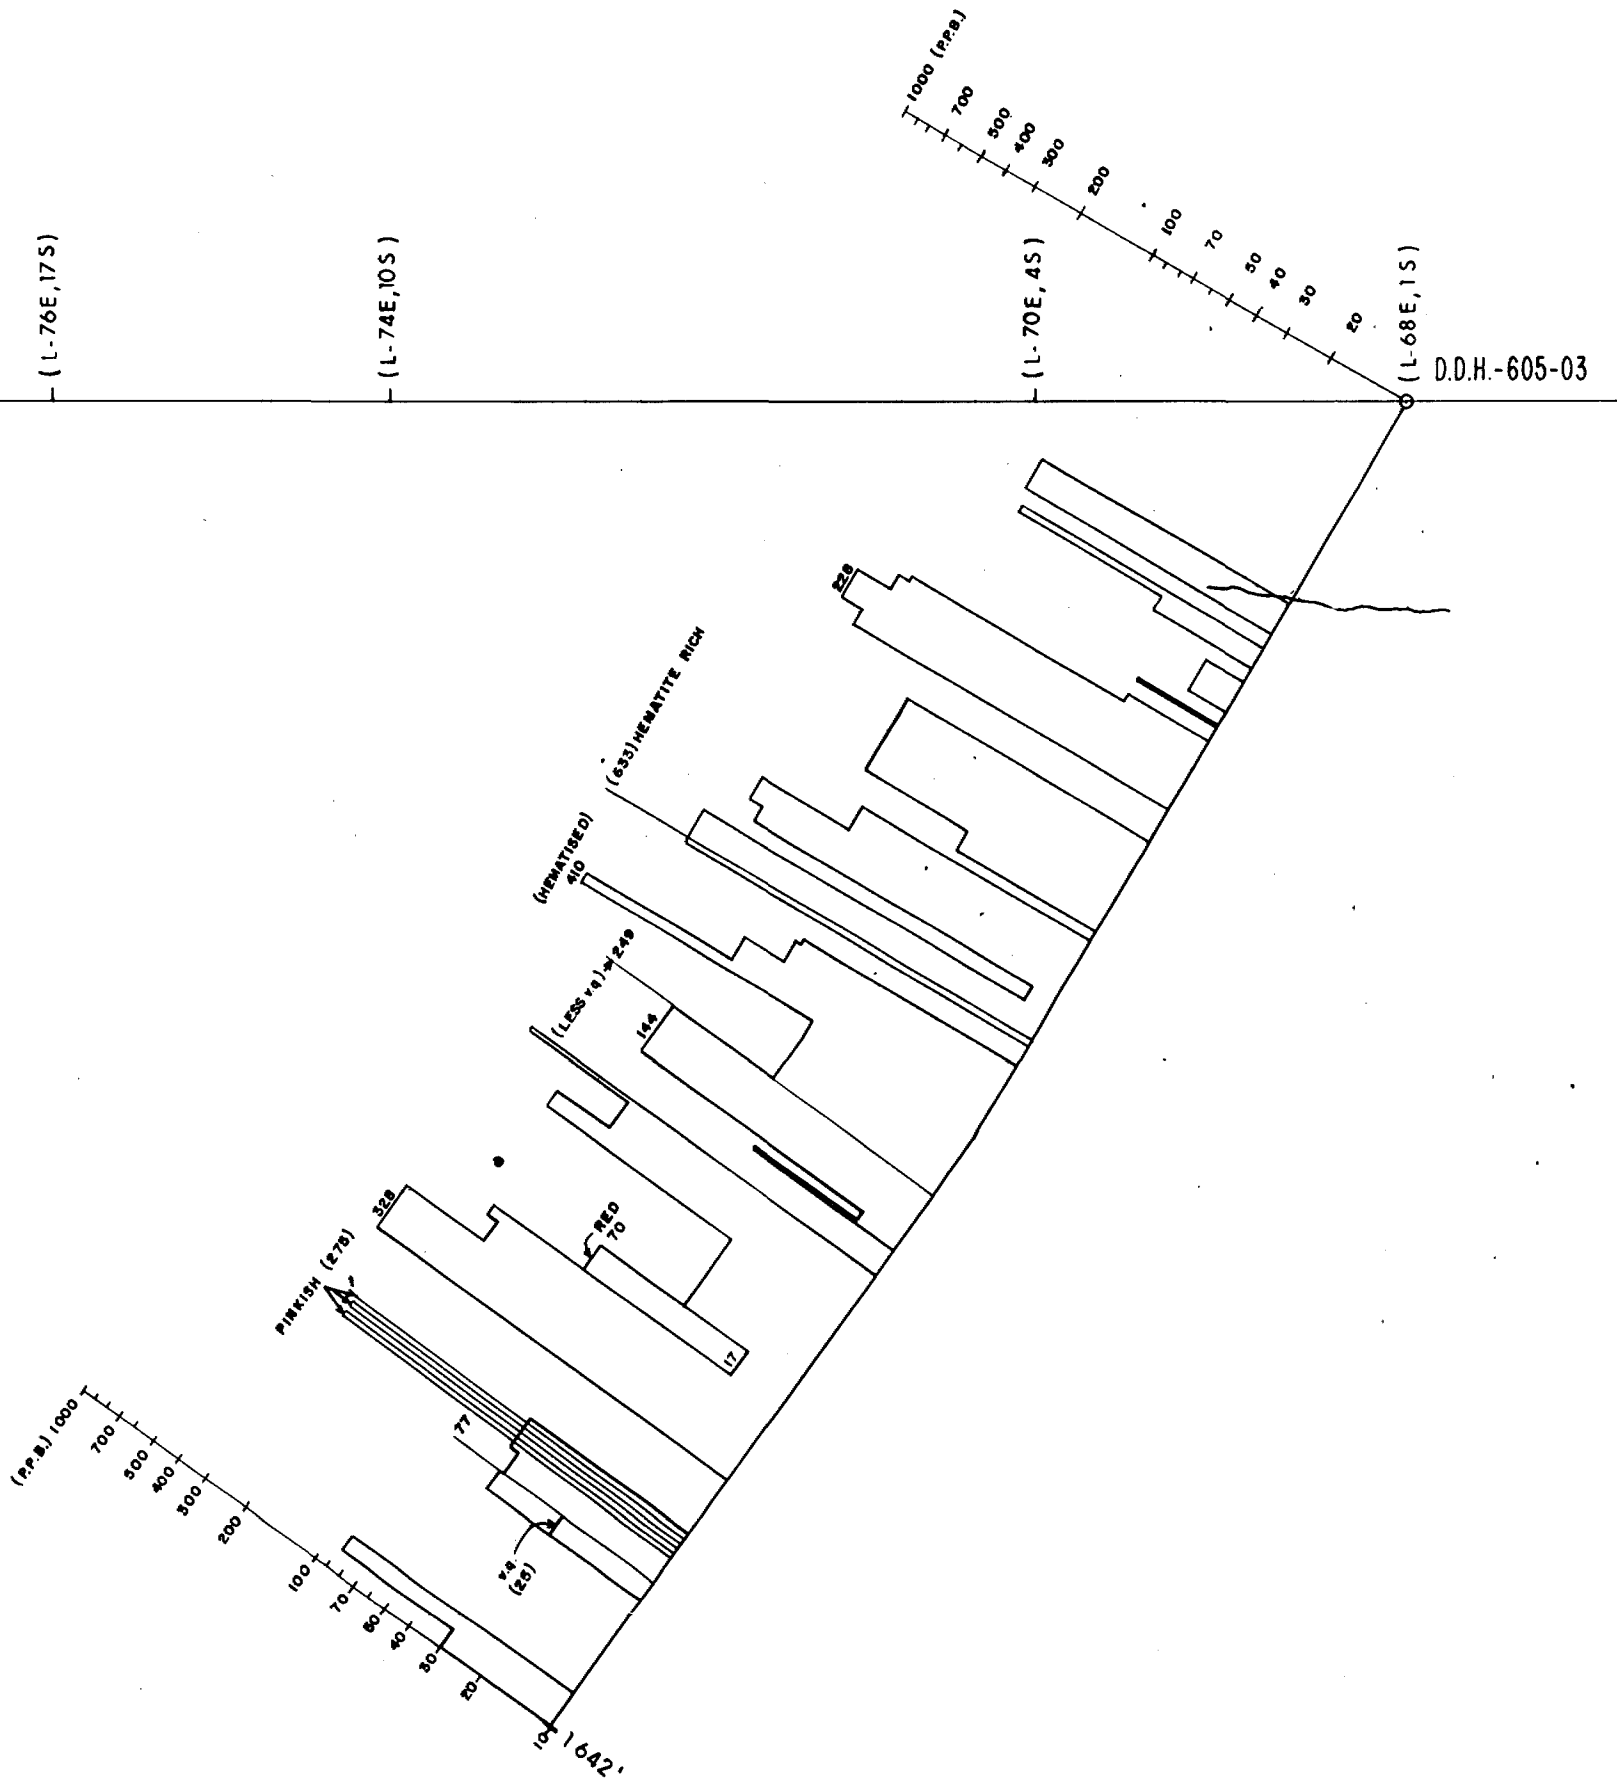 1000 (P.P.B.)
700
500
400
300
200
100
70
50
40
30
20
(L-76E,17S)
(L-74E,10S)
(L-70E,4S)
(L-68E,1S)
D.D.H.-605-03
228
(633) HEMATITE RICH
(HEMATISED)
410
(LESS v.q) 249
144
RED
70
328
17
PINKISH (275)
77
v.q.
(25)
(P.P.B.) 1000
700
500
400
300
200
100
70
50
40
30
20
10
1642'